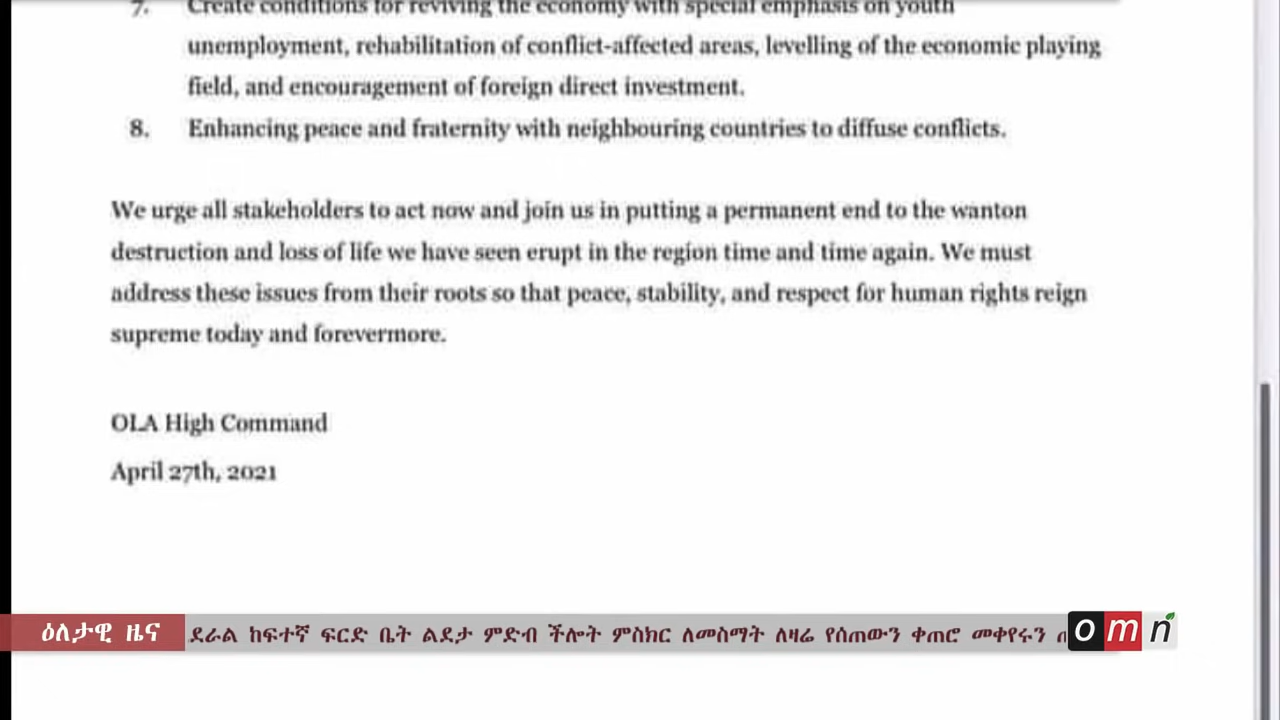 7. Create conditions for reviving the economy with special emphasis on youth
unemployment, rehabilitation of conflict-affected areas, levelling of the economic playing
field, and encouragement of foreign direct investment.
8. Enhancing peace and fraternity with neighbouring countries to diffuse conflicts.
We urge all stakeholders to act now and join us in putting a permanent end to the wanton
destruction and loss of life we have seen erupt in the region time and time again. We must
address these issues from their roots so that peace, stability, and respect for human rights reign
supreme today and forevermore.
OLA High Command
April 27th, 2021
ዕለታዊ ዜና
ደራል ከፍተኛ ፍርድ ቤት ልደታ ምድብ ችሎት ምስክር ለመስማት ለዛሬ የሰጠውን ቀጠሮ መቀየሩን
omn